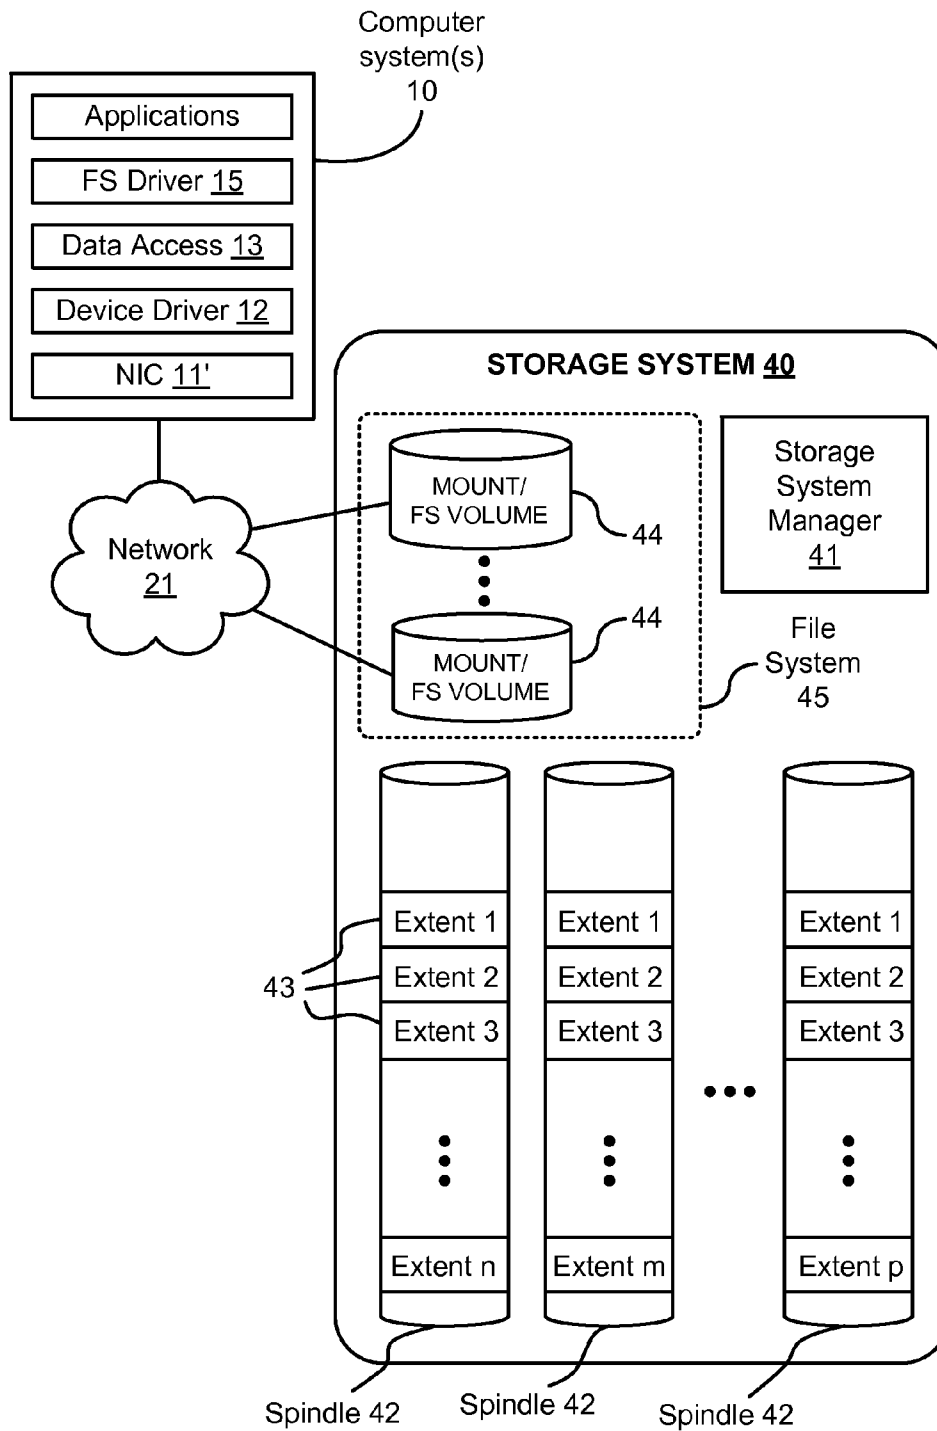 Computer
system(s)
10
Applications
FS Driver 15
Data Access 13
Device Driver 12
NIC 11'
Network
21
STORAGE SYSTEM 40
MOUNT/
FS VOLUME
44
MOUNT/
FS VOLUME
44
Storage
System
Manager
41
File
System
45
43
Extent 1
Extent 2
Extent 3
Extent n
Extent 1
Extent 2
Extent 3
Extent m
Extent 1
Extent 2
Extent 3
Extent p
Spindle 42
Spindle 42
Spindle 42